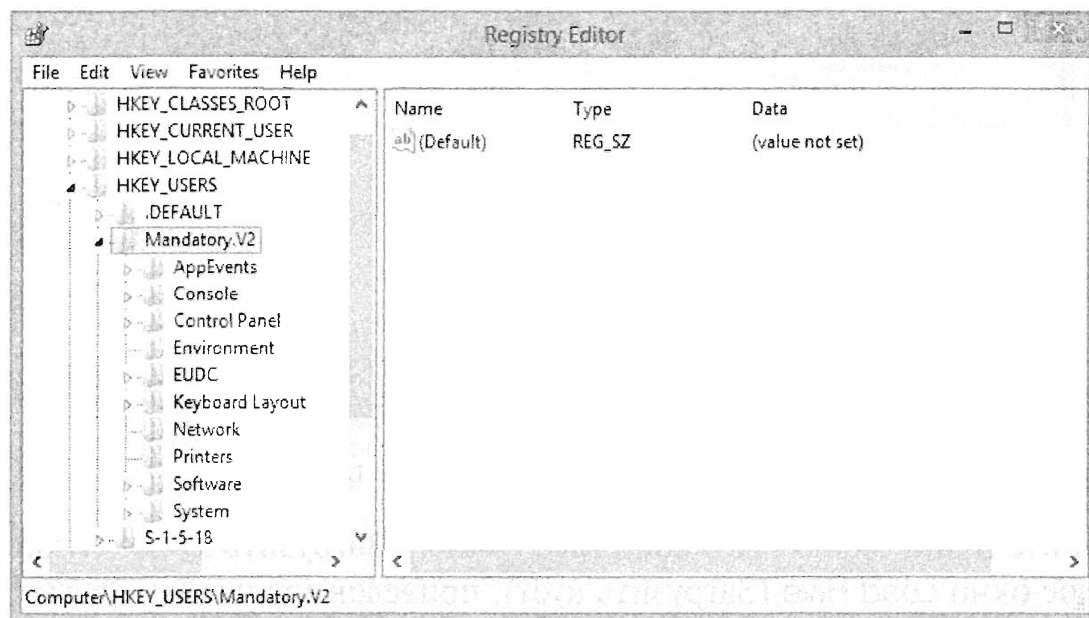 Registry Editor
File Edit View Favorites Help
HKEY_CLASSES_ROOT
HKEY_CURRENT_USER
HKEY_LOCAL_MACHINE
HKEY_USERS
.DEFAULT
Mandatory.V2
AppEvents
Console
Control Panel
Environment
EUDC
Keyboard Layout
Network
Printers
Software
System
S-1-5-18
Name Type Data
ab (Default) REG_SZ (value not set)
Computer\HKEY_USERS\Mandatory.V2